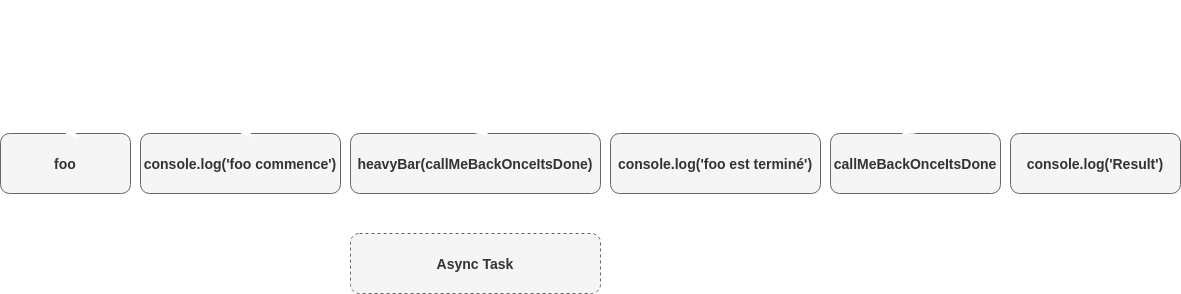 foo
console.log('foo commence')
heavyBar(callMeBackOnceItsDone)
console.log('foo est terminé')
callMeBackOnceItsDone
console.log('Result')
Async Task